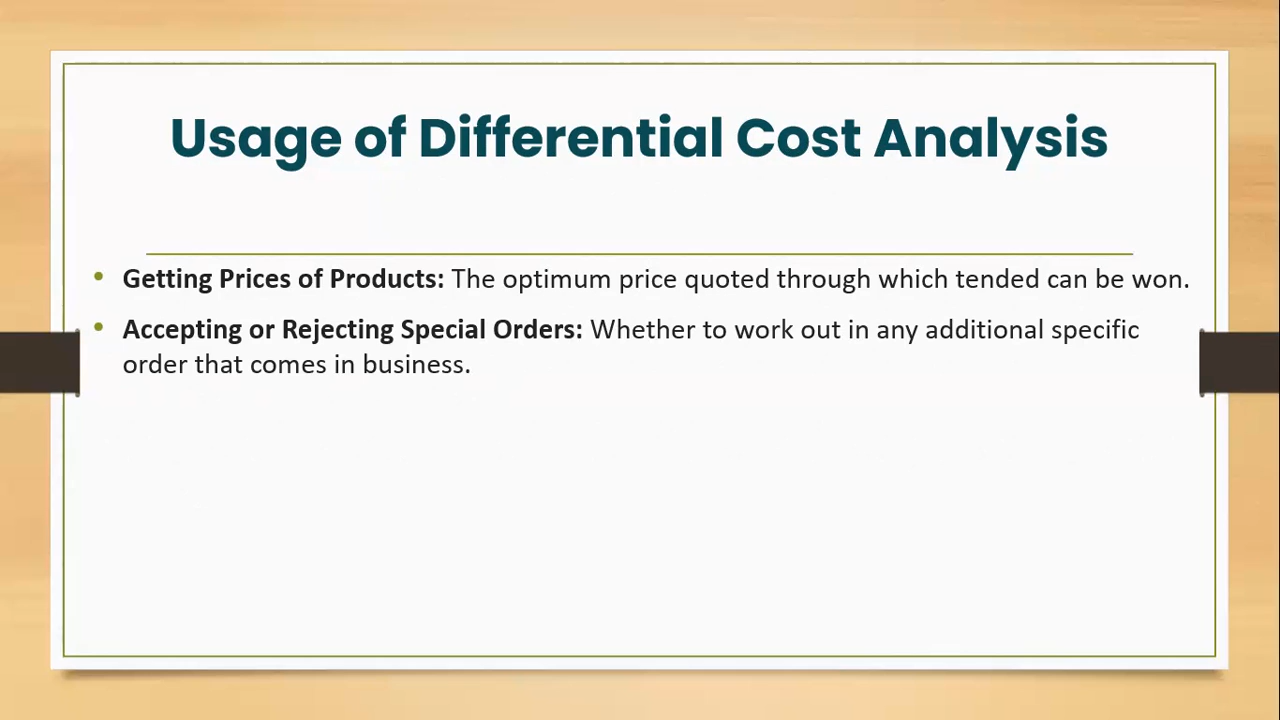 Usage of Differential Cost Analysis
• Getting Prices of Products: The optimum price quoted through which tended can be won.
• Accepting or Rejecting Special Orders: Whether to work out in any additional specific
order that comes in business.